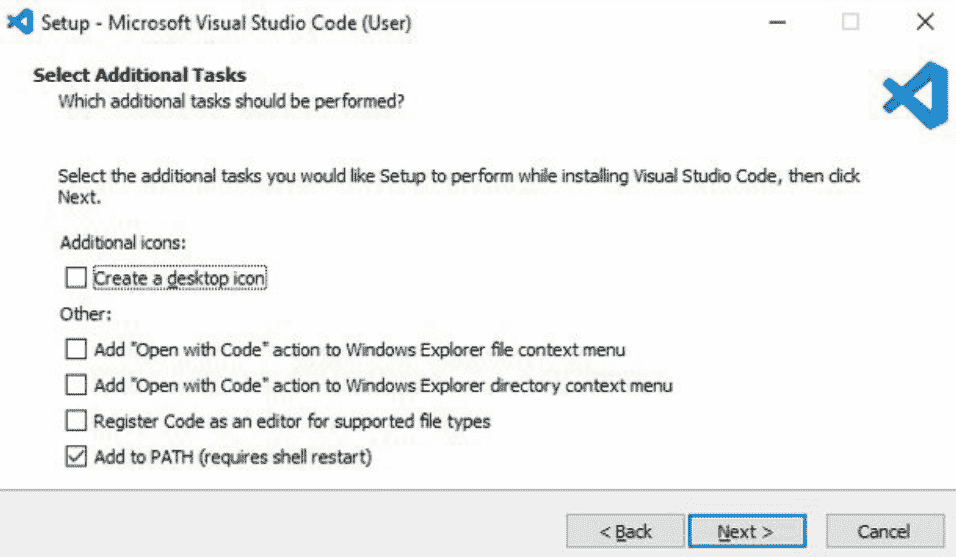 Setup - Microsoft Visual Studio Code (User)
Select Additional Tasks
Which additional tasks should be performed?
Select the additional tasks you would like Setup to perform while installing Visual Studio Code, then click
Next.
Additional icons:
Create a desktop icon
Other:
Add "Open with Code" action to Windows Explorer file context menu
Add "Open with Code" action to Windows Explorer directory context menu
Register Code as an editor for supported file types
Add to PATH (requires shell restart)
< Back Next > Cancel